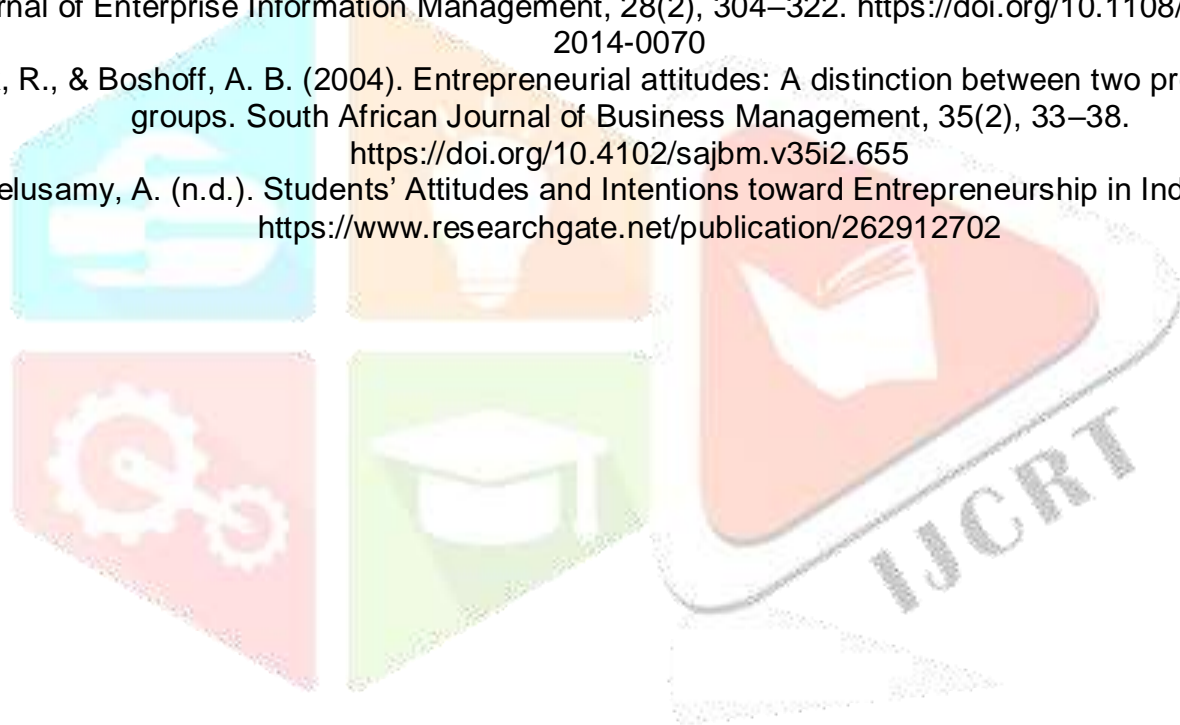 rnal of Enterprise Information Management, 28(2), 304–322. https://doi.org/10.1108/
2014-0070
, R., & Boshoff, A. B. (2004). Entrepreneurial attitudes: A distinction between two pr
groups. South African Journal of Business Management, 35(2), 33–38.
https://doi.org/10.4102/sajbm.v35i2.655
elusamy, A. (n.d.). Students’ Attitudes and Intentions toward Entrepreneurship in Ind
https://www.researchgate.net/publication/262912702
IJCRT